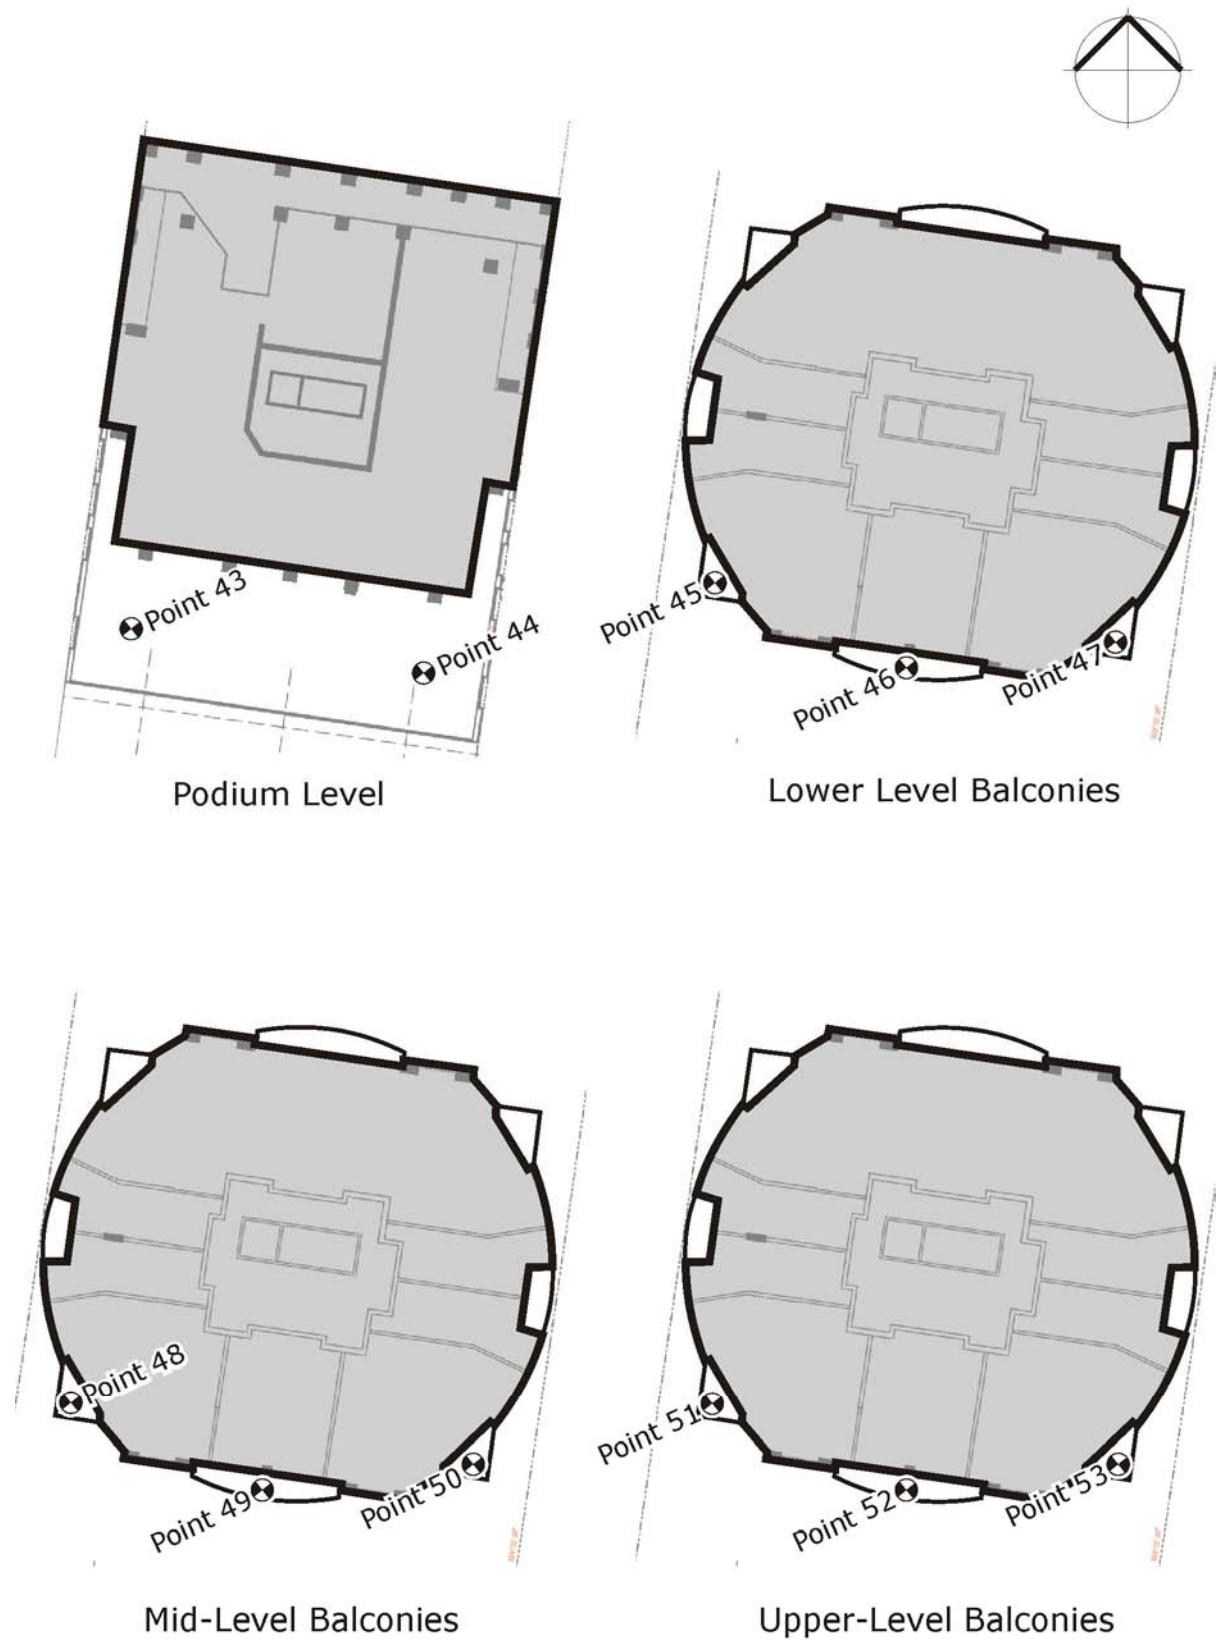 Point 43
Point 44
Podium Level
Point 45
Point 46
Point 47
Lower Level Balconies
Point 48
Point 49
Point 50
Mid-Level Balconies
Point 51
Point 52
Point 53
Upper-Level Balconies